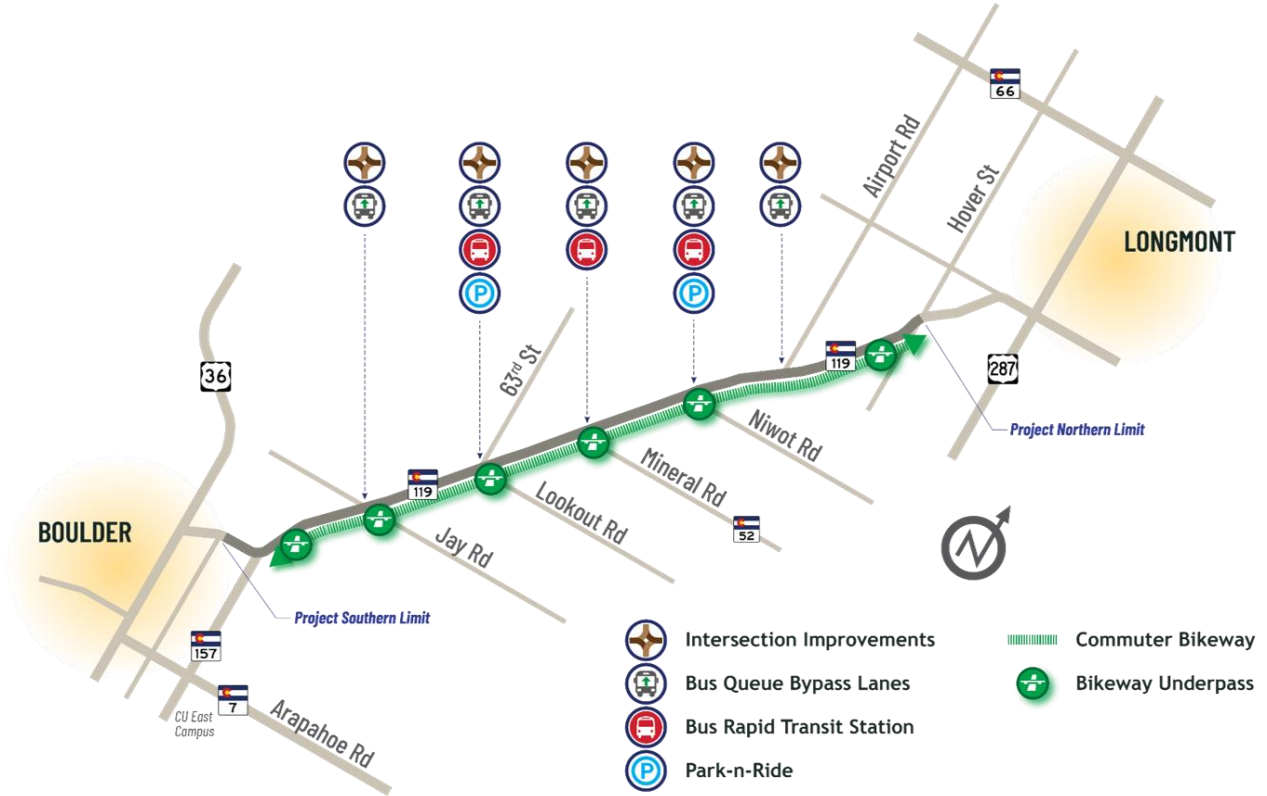 66
Airport Rd
Hover St
LONGMONT
63rd St
36
119
287
Project Northern Limit
Niwot Rd
Mineral Rd
119
Lookout Rd
52
BOULDER
Jay Rd
N
Project Southern Limit
157
7
CU East
Campus
Arapahoe Rd
P
P
Intersection Improvements
Bus Queue Bypass Lanes
Bus Rapid Transit Station
P
Park-n-Ride
Commuter Bikeway
Bikeway Underpass